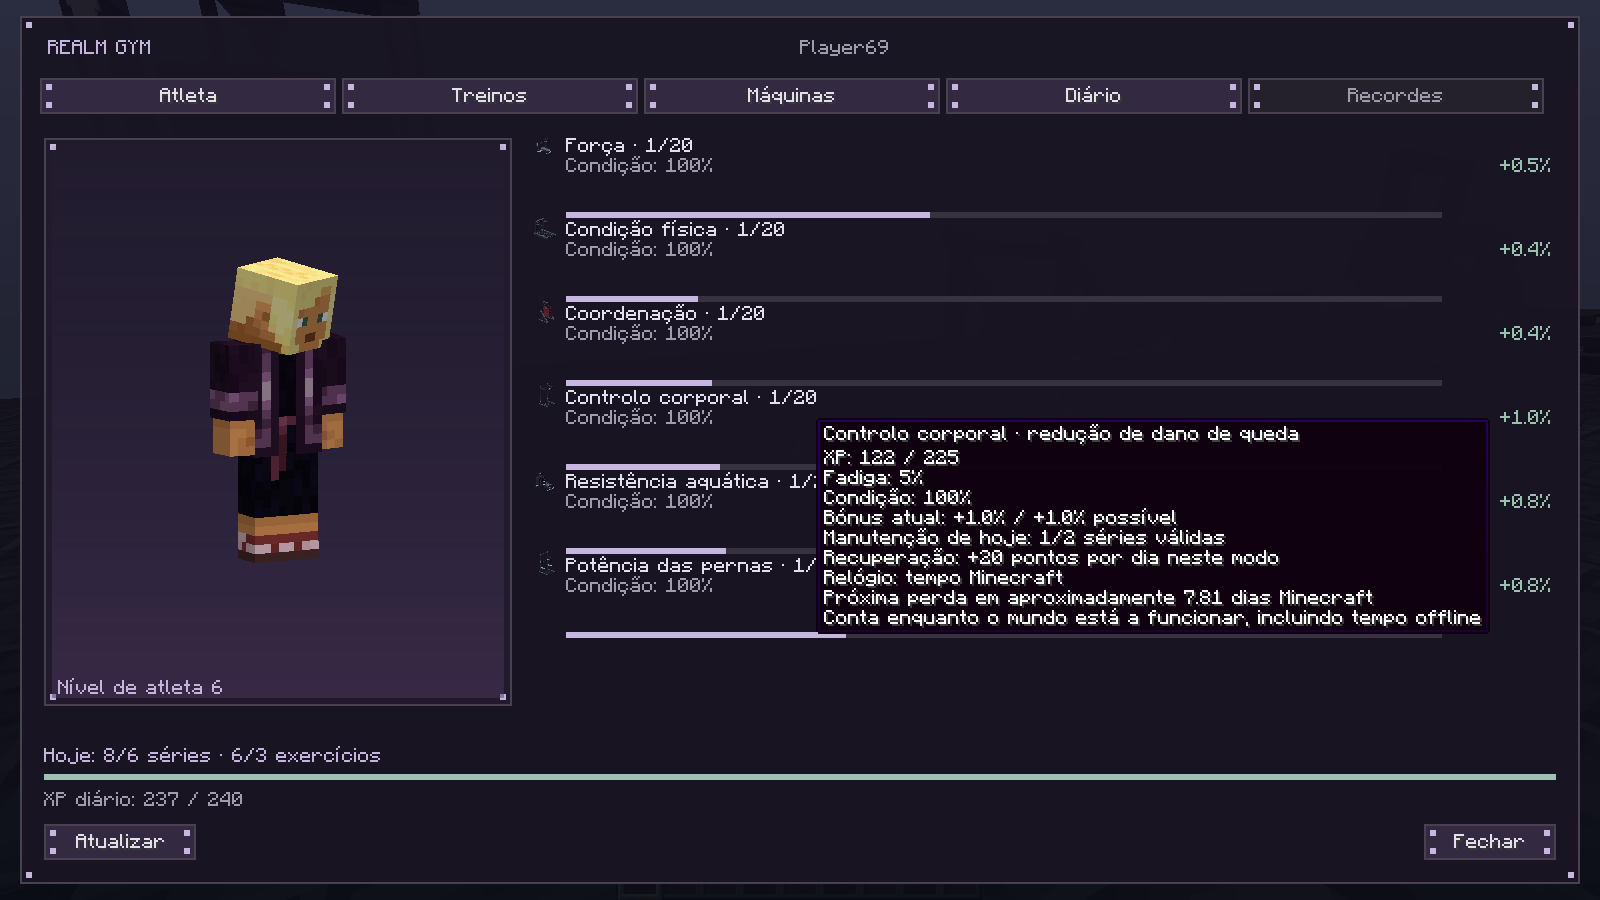 REALM GYM
Player69
Atleta
Treinos
Máquinas
Diário
Recordes
Força · 1/20
Condição: 100%
+0.5%
Condição física · 1/20
Condição: 100%
+0.4%
Coordenação · 1/20
Condição: 100%
+0.4%
Controlo corporal · 1/20
Condição: 100%
+1.0%
Controlo corporal · redução de dano de queda
XP: 122 / 225
Fadiga: 5%
Condição: 100%
Bónus atual: +1.0% / +1.0% possível
Manutenção de hoje: 1/2 séries válidas
Recuperação: +20 pontos por dia neste modo
Relógio: tempo Minecraft
Próxima perda em aproximadamente 7.81 dias Minecraft
Conta enquanto o mundo está a funcionar, incluindo tempo offline
Resistência aquática · 1/
Condição: 100%
+0.8%
Potência das pernas · 1/
Condição: 100%
+0.8%
Nível de atleta 6
Hoje: 8/6 séries · 6/3 exercícios
XP diário: 237 / 240
Atualizar
Fechar